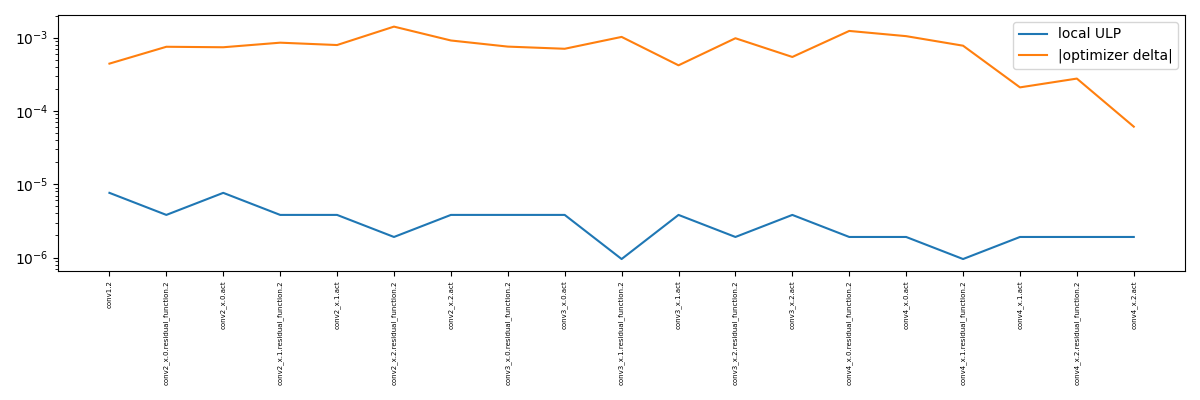 10⁻³
10⁻⁴
10⁻⁵
10⁻⁶
local ULP
|optimizer delta|
conv1.2
conv2_x.0.residual_function.2
conv2_x.0.act
conv2_x.1.residual_function.2
conv2_x.1.act
conv2_x.2.residual_function.2
conv2_x.2.act
conv3_x.0.residual_function.2
conv3_x.0.act
conv3_x.1.residual_function.2
conv3_x.1.act
conv3_x.2.residual_function.2
conv3_x.2.act
conv4_x.0.residual_function.2
conv4_x.0.act
conv4_x.1.residual_function.2
conv4_x.1.act
conv4_x.2.residual_function.2
conv4_x.2.act